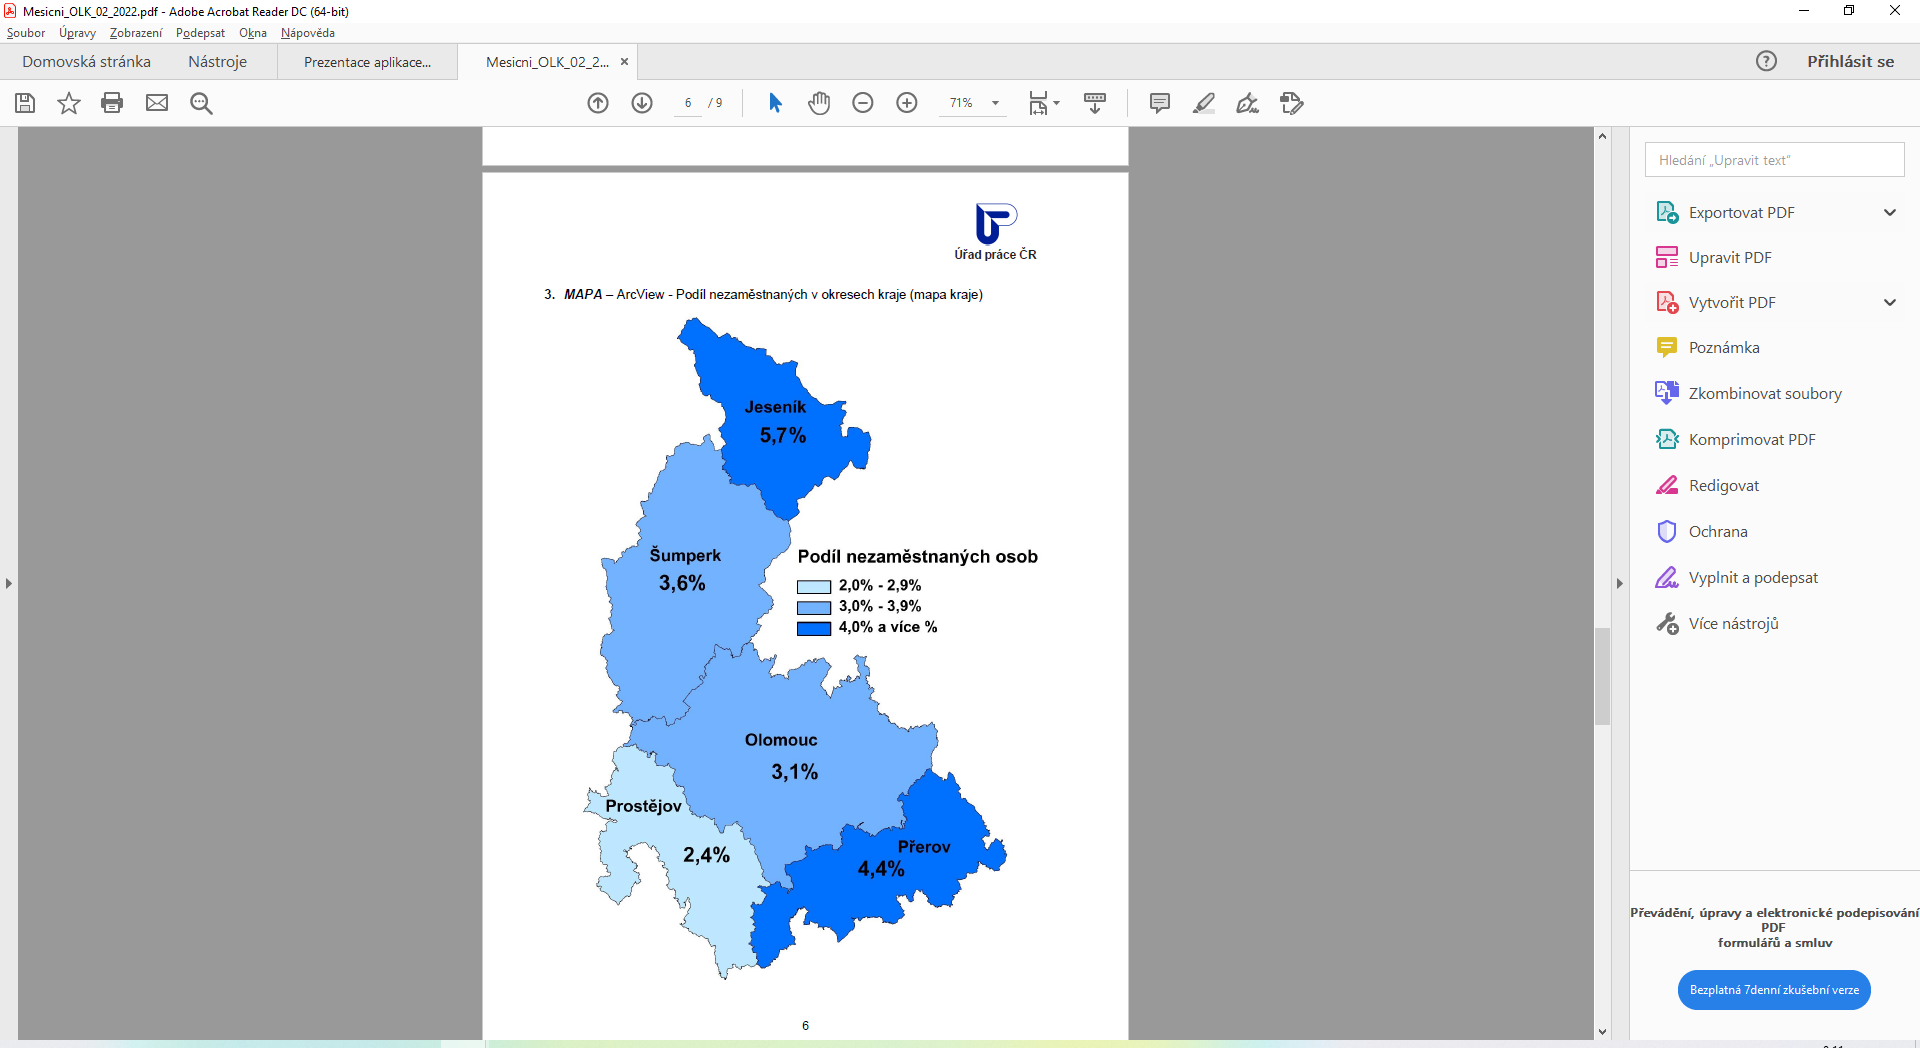 Mesicni_OLK_02_2022.pdf - Adobe Acrobat Reader DC (64-bit)
Soubor Úpravy Zobrazení Podepsat Okna Nápověda
Domovská stránka Nástroje Prezentace aplikace... Mesicni_OLK_02_2... × Přihlásit se
6 / 9 71%
Hledání „Upravit text"
Exportovat PDF
Upravit PDF
Vytvořit PDF
Poznámka
Zkombinovat soubory
Komprimovat PDF
Redigovat
Ochrana
Vyplnit a podepsat
Více nástrojů
Převádění, úpravy a elektronické podepisování
PDF
formulářů a smluv
Bezplatná 7denní zkušební verze
Úřad práce ČR
3. MAPA – ArcView - Podíl nezaměstnaných v okresech kraje (mapa kraje)
Jeseník
5,7%
Šumperk
3,6%
Podíl nezaměstnaných osob
2,0% - 2,9%
3,0% - 3,9%
4,0% a více %
Olomouc
3,1%
Prostějov
2,4%
Přerov
4,4%
6